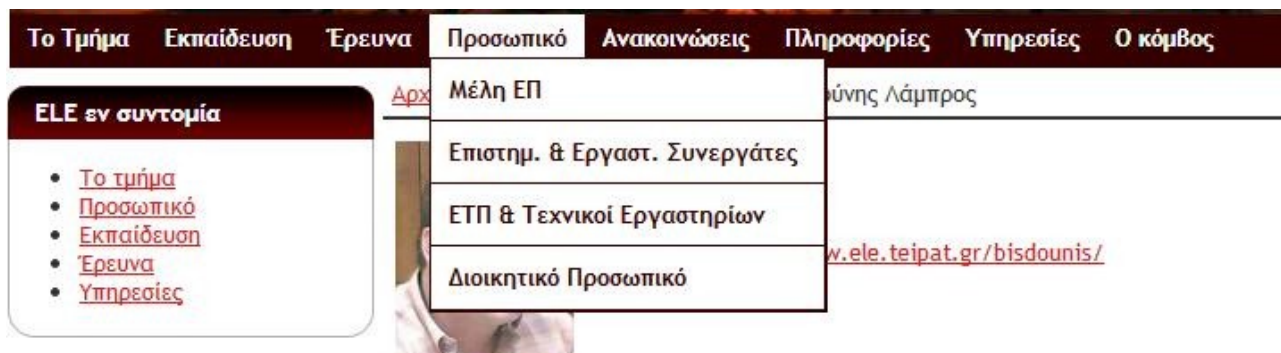 Το Τμήμα Εκπαίδευση Έρευνα Προσωπικό Ανακοινώσεις Πληροφορίες Υπηρεσίες Ο κόμβος
ELE εν συντομία
Το τμήμα
Προσωπικό
Εκπαίδευση
Έρευνα
Υπηρεσίες
Μέλη ΕΠ
Επιστημ. & Εργαστ. Συνεργάτες
ΕΤΠ & Τεχνικοί Εργαστηρίων
Διοικητικό Προσωπικό
Λάμπρος
.ele.teipat.gr/bisdounis/